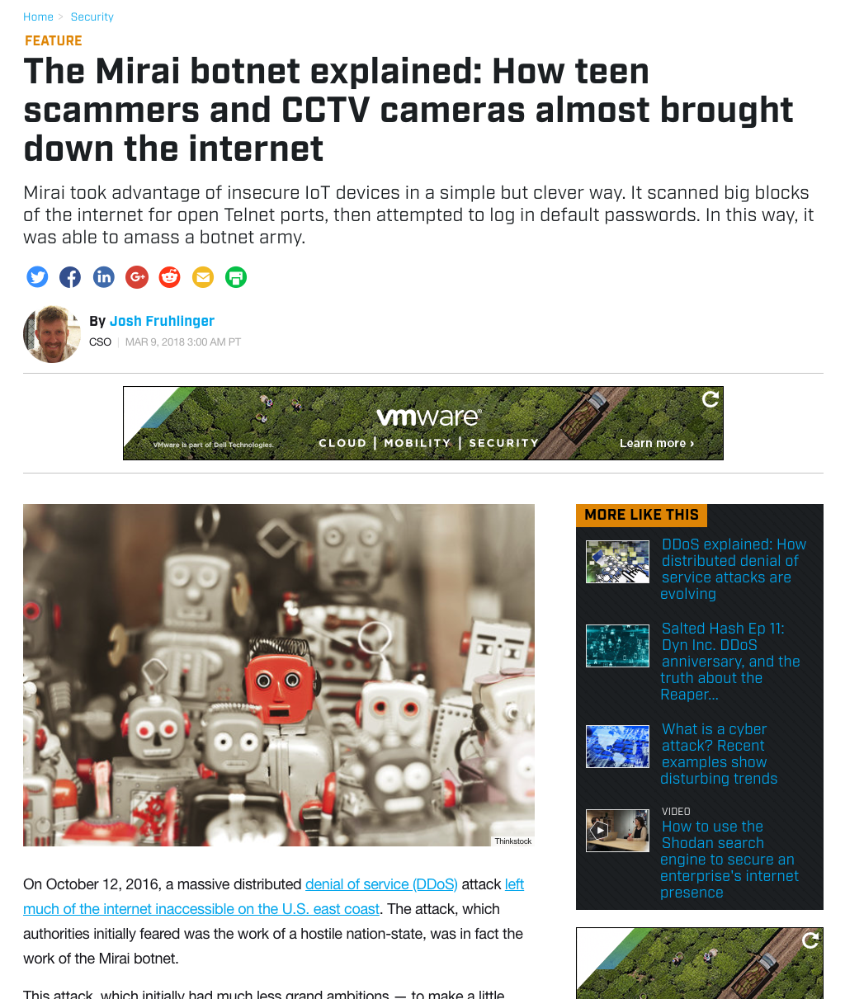 Home > Security
FEATURE
The Mirai botnet explained: How teen
scammers and CCTV cameras almost brought
down the internet
Mirai took advantage of insecure IoT devices in a simple but clever way. It scanned big blocks
of the internet for open Telnet ports, then attempted to log in default passwords. In this way, it
was able to amass a botnet army.
By Josh Fruhlinger
CSO | MAR 9, 2018 3:00 AM PT
vmware®
CLOUD | MOBILITY | SECURITY
VMware is part of Dell Technologies.
Learn more ›
Thinkstock
On October 12, 2016, a massive distributed denial of service (DDoS) attack left
much of the internet inaccessible on the U.S. east coast. The attack, which
authorities initially feared was the work of a hostile nation-state, was in fact the
work of the Mirai botnet.
This attack, which initially had much less grand ambitions — to make a little
MORE LIKE THIS
DDoS explained: How
distributed denial of
service attacks are
evolving
Salted Hash Ep 11:
Dyn Inc. DDoS
anniversary, and the
truth about the
Reaper...
What is a cyber
attack? Recent
examples show
disturbing trends
VIDEO
How to use the
Shodan search
engine to secure an
enterprise's internet
presence